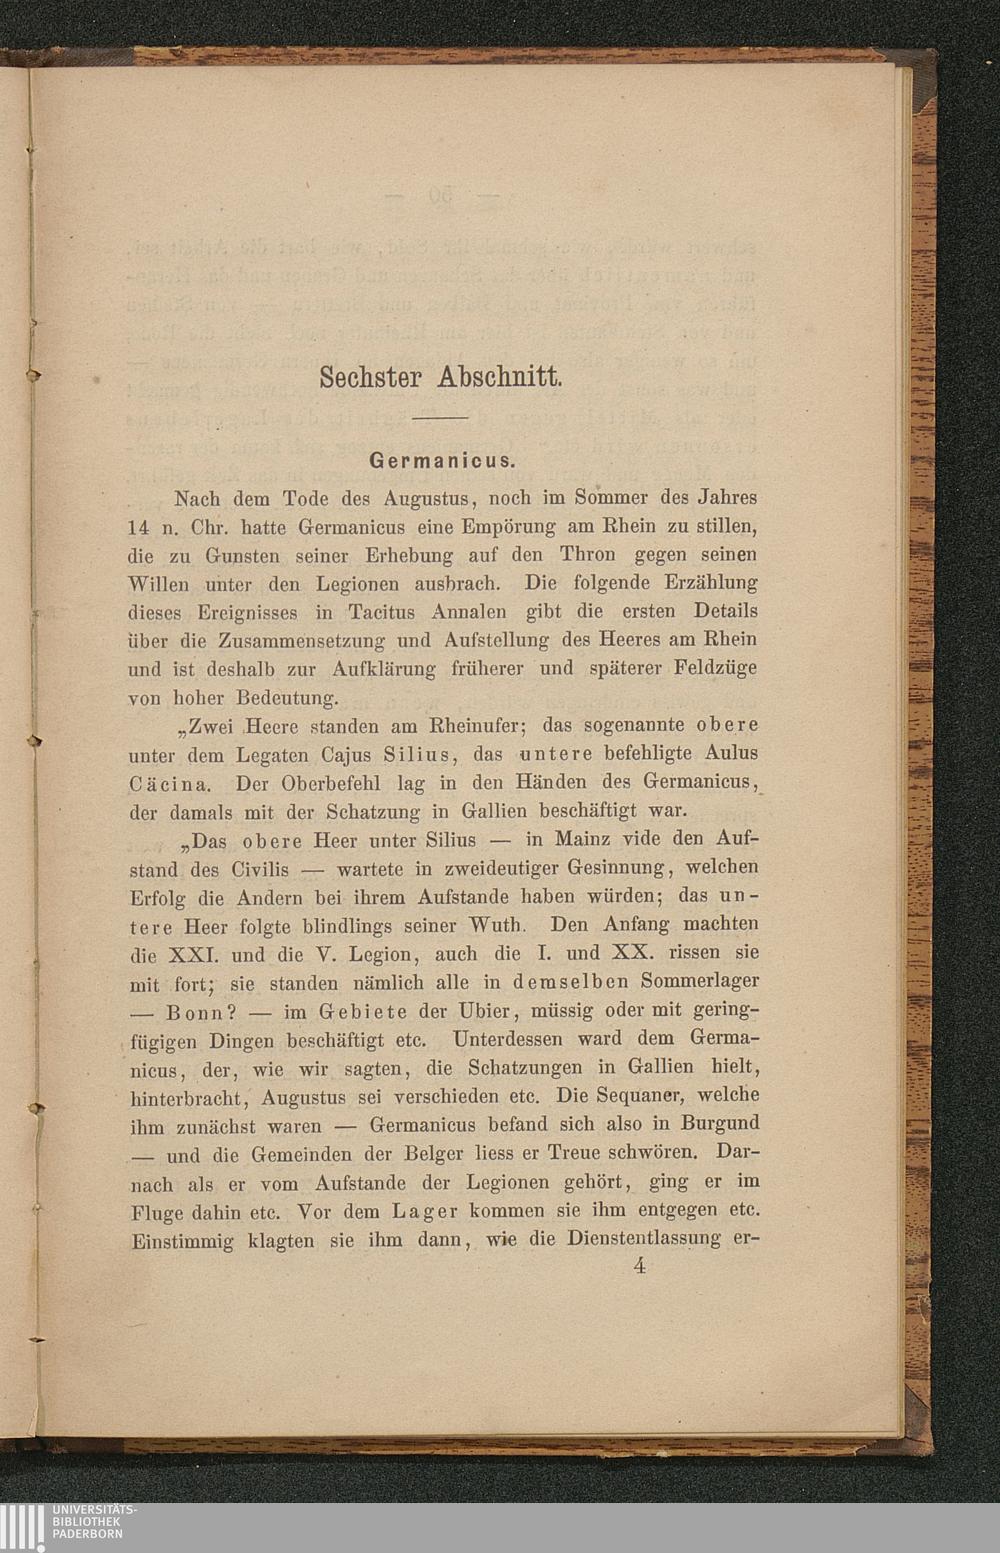 Sechster Abschnitt.
Germanicus.
Nach dem Tode des Augustus, noch im Sommer des Jahres
14 n. Chr. hatte Germanicus eine Empörung am Rhein zu stillen,
die zu Gunsten seiner Erhebung auf den Thron gegen seinen
Willen unter den Legionen ausbrach. Die folgende Erzählung
dieses Ereignisses in Tacitus Annalen gibt die ersten Details
über die Zusammensetzung und Aufstellung des Heeres am Rhein
und ist deshalb zur Aufklärung früherer und späterer Feldzüge
von hoher Bedeutung.
„Zwei Heere standen am Rheinufer; das sogenannte obere
unter dem Legaten Cajus Silius, das untere befehligte Aulus
Cäcina. Der Oberbefehl lag in den Händen des Germanicus,
der damals mit der Schatzung in Gallien beschäftigt war.
„Das obere Heer unter Silius — in Mainz vide den Auf-
stand des Civilis — wartete in zweideutiger Gesinnung, welchen
Erfolg die Andern bei ihrem Aufstande haben würden; das un-
tere Heer folgte blindlings seiner Wuth. Den Anfang machten
die XXI. und die V. Legion, auch die I. und XX. rissen sie
mit fort; sie standen nämlich alle in demselben Sommerlager
— Bonn? — im Gebiete der Ubier, müssig oder mit gering-
fügigen Dingen beschäftigt etc. Unterdessen ward dem Germa-
nicus, der, wie wir sagten, die Schatzungen in Gallien hielt,
hinterbracht, Augustus sei verschieden etc. Die Sequaner, welche
ihm zunächst waren — Germanicus befand sich also in Burgund
— und die Gemeinden der Belger liess er Treue schwören. Dar-
nach als er vom Aufstande der Legionen gehört, ging er im
Fluge dahin etc. Vor dem Lager kommen sie ihm entgegen etc.
Einstimmig klagten sie ihm dann, wie die Dienstentlassung er-
4
UNIVERSITÄTS-
BIBLIOTHEK
PADERBORN